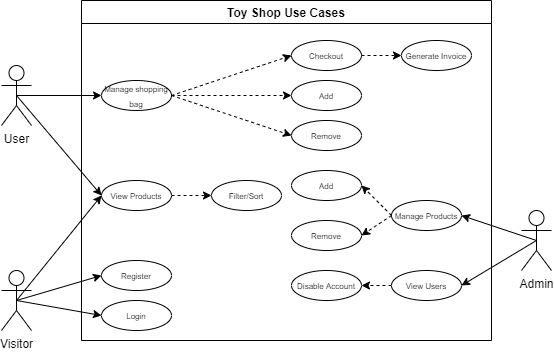 Toy Shop Use Cases
Checkout
Generate Invoice
Manage shopping
bag
Add
Remove
User
View Products
Filter/Sort
Add
Manage Products
Remove
Register
Disable Account
View Users
Admin
Login
Visitor